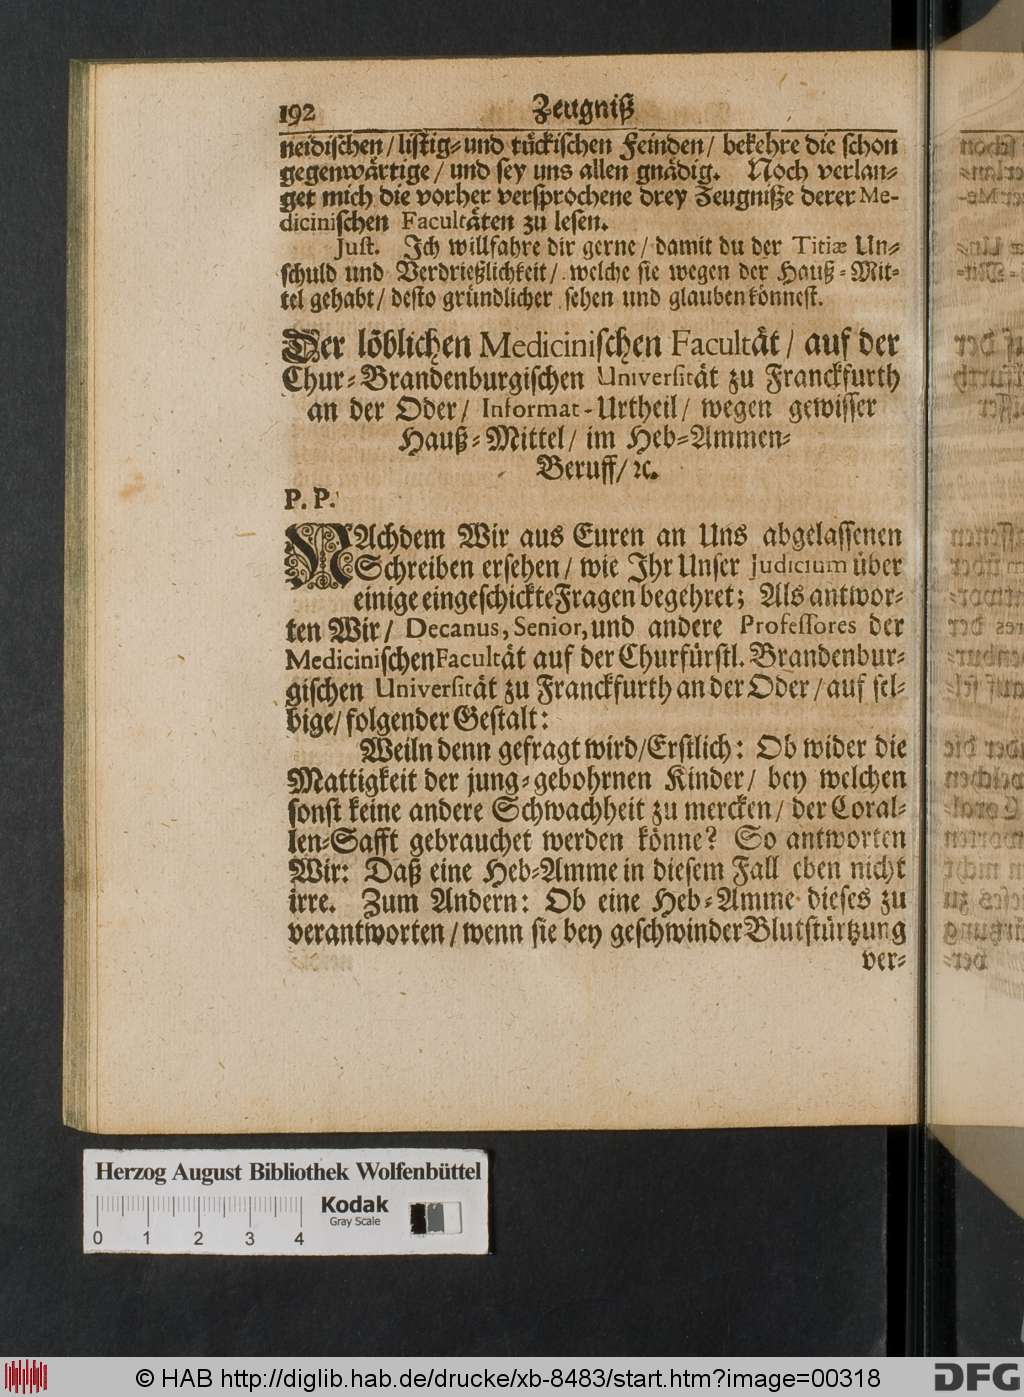 192 Zeugniß
neidischen / listig- und tückischen Feinden / bekehre die schon
gegenwärtige / und sey uns allen gnädig. Noch verlan-
get mich die vorher versprochene drey Zeugniße derer Me-
dicinischen Facultäten zu lesen.
Just. Ich willfahre dir gerne / damit du der Titiæ Un-
schuld und Verdrießlichkeit / welche sie wegen der Hauß-Mit-
tel gehabt / desto gründlicher sehen und glauben könnest.
Der löblichen Medicinischen Facultät / auf der
Chur-Brandenburgischen Universität zu Franckfurth
an der Oder / Informat-Urtheil / wegen gewisser
Hauß-Mittel / im Heb-Ammen-
Beruff / ꝛc.
P. P.
NAchdem Wir aus Euren an Uns abgelassenen
Schreiben ersehen / wie Ihr Unser Judicium über
einige eingeschickte Fragen begehret; Als antwor-
ten Wir / Decanus, Senior, und andere Professores der
Medicinischen Facultät auf der Churfürstl. Brandenbur-
gischen Universität zu Franckfurth an der Oder / auf sel-
bige / folgender Gestalt:
Weiln denn gefragt wird / Erstlich: Ob wider die
Mattigkeit der jung-gebohrnen Kinder / bey welchen
sonst keine andere Schwachheit zu mercken / der Coral-
len-Safft gebrauchet werden könne? So antworten
Wir: Daß eine Heb-Amme in diesem Fall eben nicht
irre. Zum Andern: Ob eine Heb-Amme dieses zu
verantworten / wenn sie bey geschwinder Blutstürtzung
ver-
Herzog August Bibliothek Wolfenbüttel
Kodak
Gray Scale
0 1 2 3 4
© HAB http://diglib.hab.de/drucke/xb-8483/start.htm?image=00318
DFG